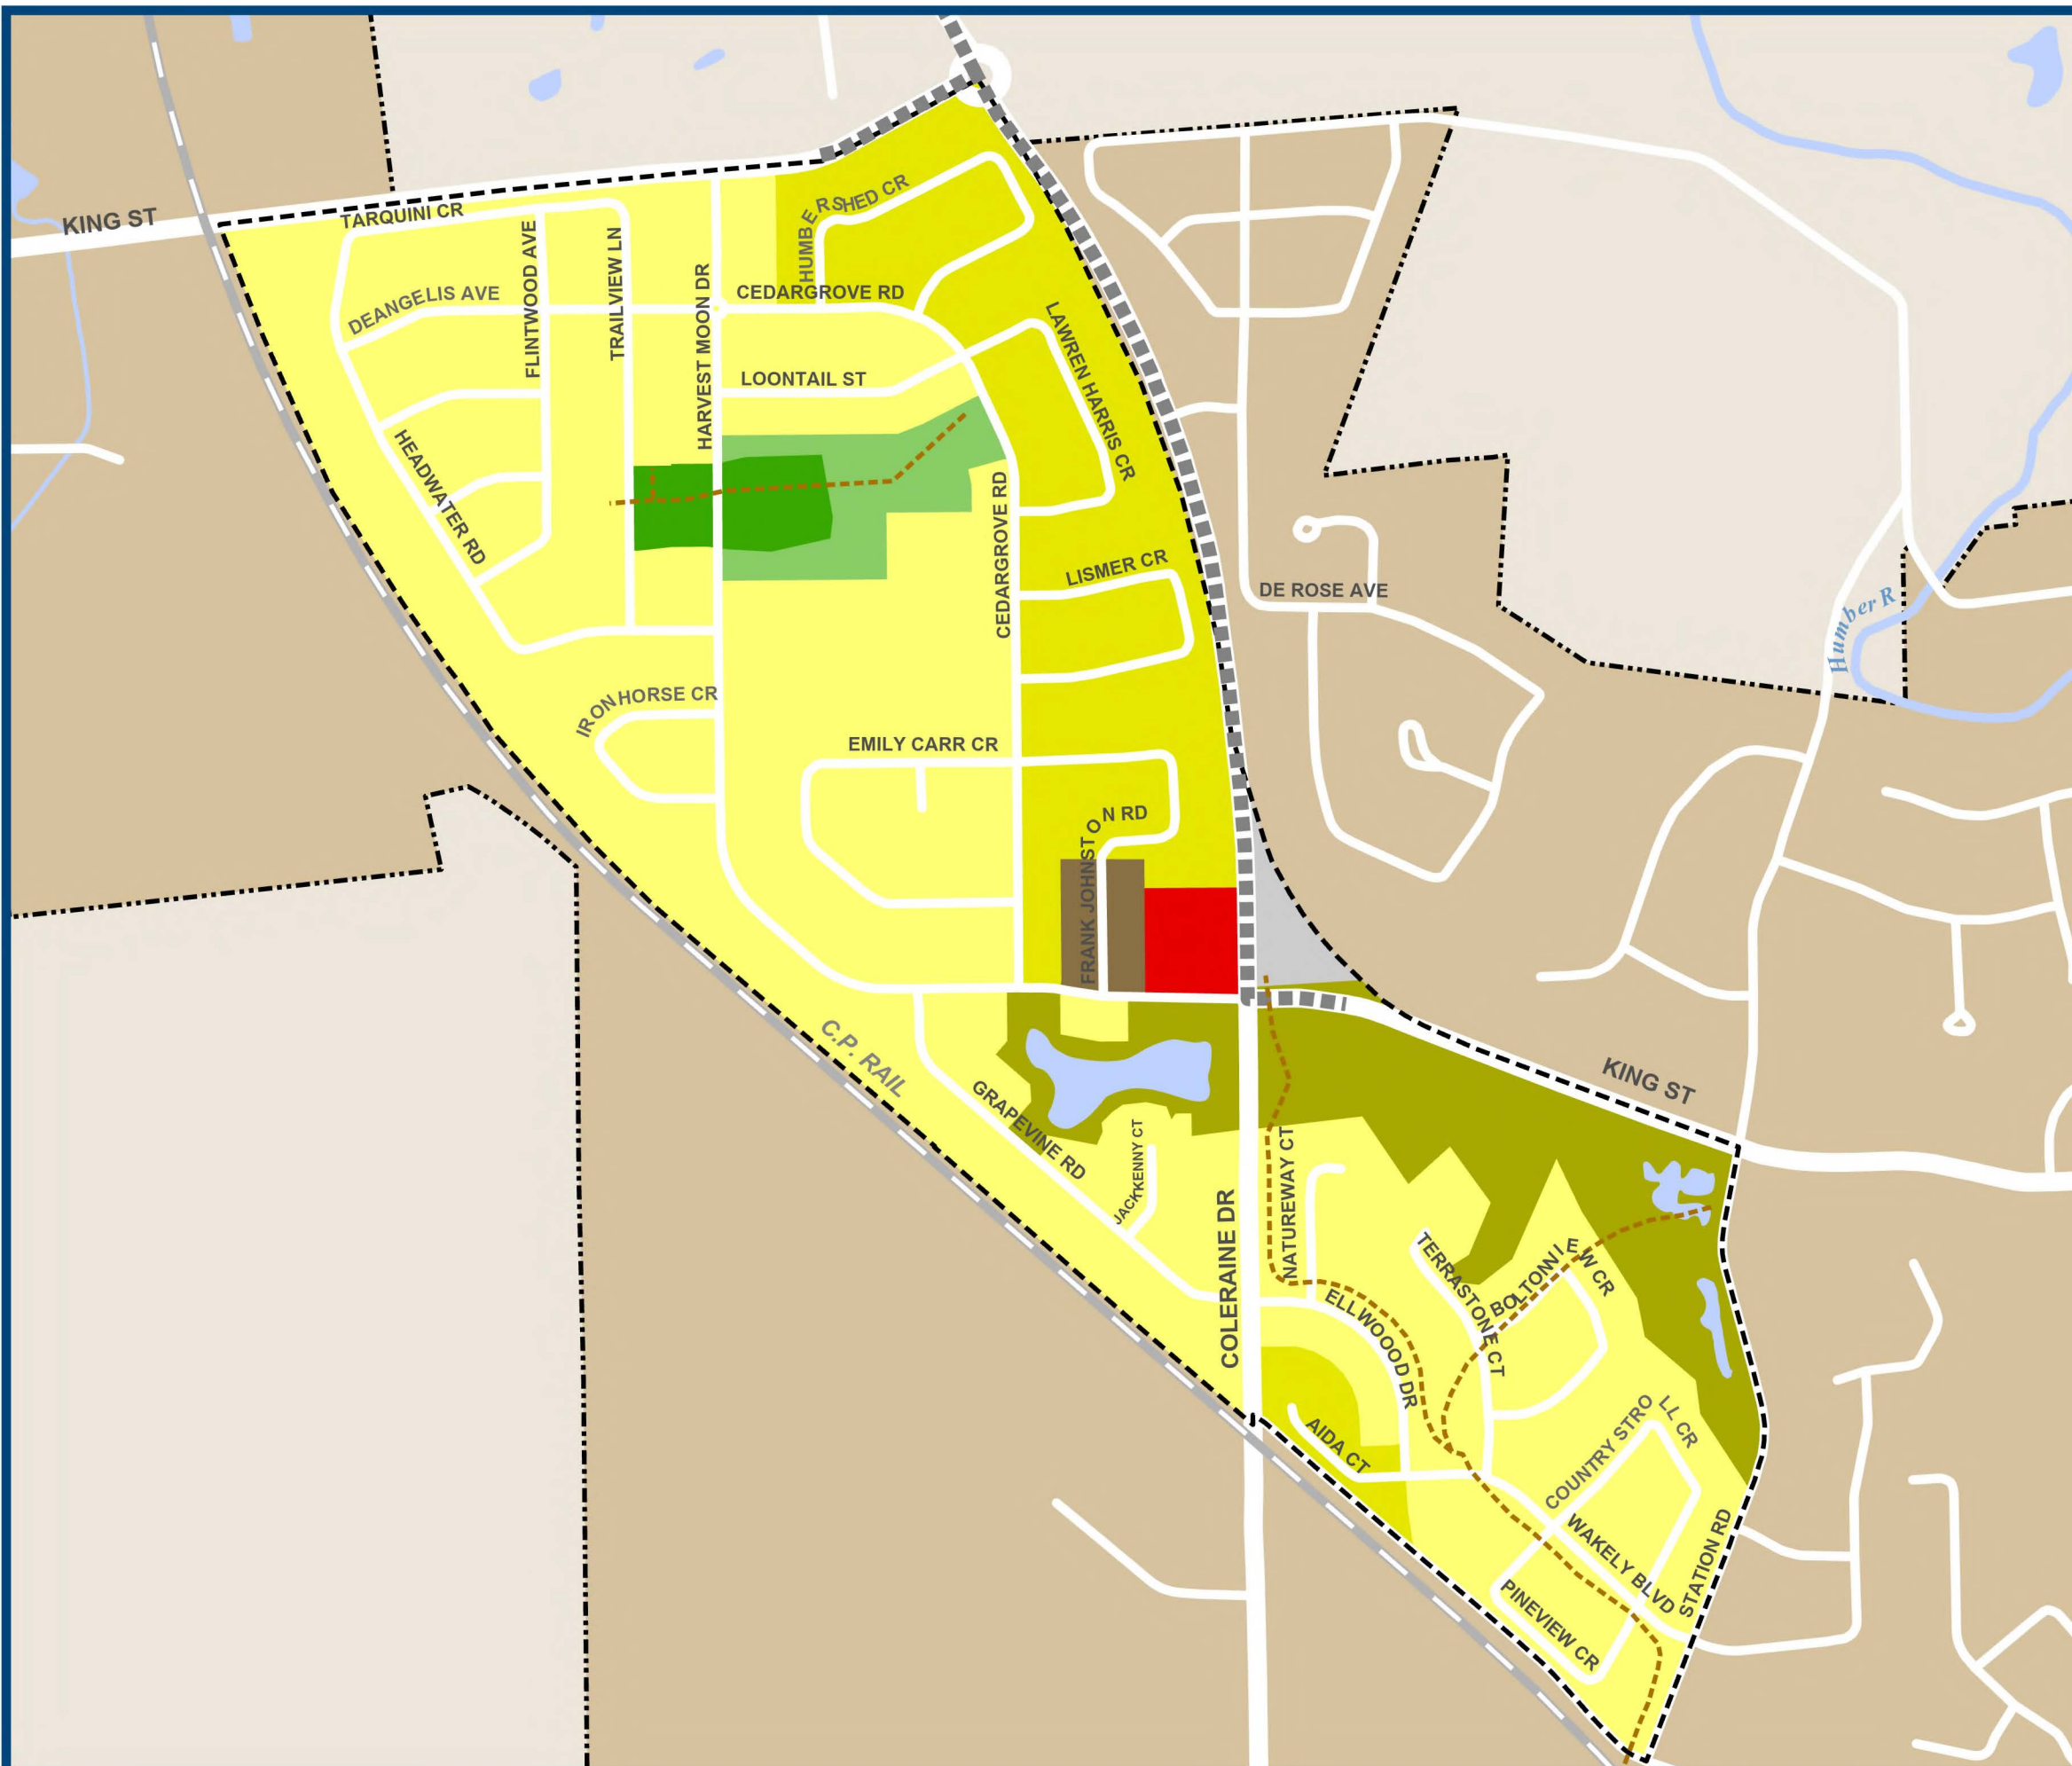 KING ST
TARQUINI CR
HUMBERSHED CR
DEANGELIS AVE
FLINTWOOD AVE
TRAILVIEW LN
HARVEST MOON DR
CEDARGROVE RD
LAWREN HARRIS CR
LOONTAIL ST
HEADWATER RD
CEDARGROVE RD
LISMER CR
DE ROSE AVE
Humber R
IRON HORSE CR
EMILY CARR CR
FRANK JOHNSTON RD
C.P. RAIL
KING ST
GRAPEVINE RD
JACKKENNY CT
COLERAINE DR
NATUREWAY CT
TERRASTONE CT
BOLTONVIEW CR
ELLWOOD DR
AIDA CT
COUNTRY STROLL CR
WAKELY BLVD
STATION RD
PINEVIEW CR